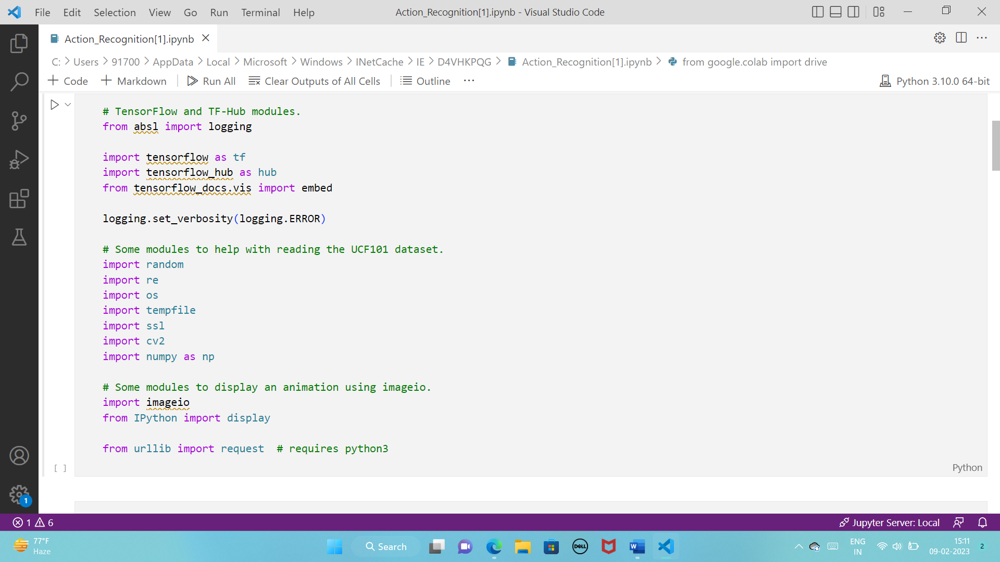 File Edit Selection View Go Run Terminal Help Action_Recognition[1].ipynb - Visual Studio Code
Action_Recognition[1].ipynb
C: Users 91700 AppData Local Microsoft Windows INetCache IE D4VHKPQG Action_Recognition[1].ipynb from google.colab import drive
Code Markdown Run All Clear Outputs of All Cells Outline ... Python 3.10.0 64-bit
# TensorFlow and TF-Hub modules.
from absl import logging
import tensorflow as tf
import tensorflow_hub as hub
from tensorflow_docs.vis import embed
logging.set_verbosity(logging.ERROR)
# Some modules to help with reading the UCF101 dataset.
import random
import re
import os
import tempfile
import ssl
import cv2
import numpy as np
# Some modules to display an animation using imageio.
import imageio
from IPython import display
from urllib import request  # requires python3
[ ] Python
1
1 6 Jupyter Server: Local
77°F
Haze
Search
DELL
W
ENG
IN
15:11
09-02-2023
2